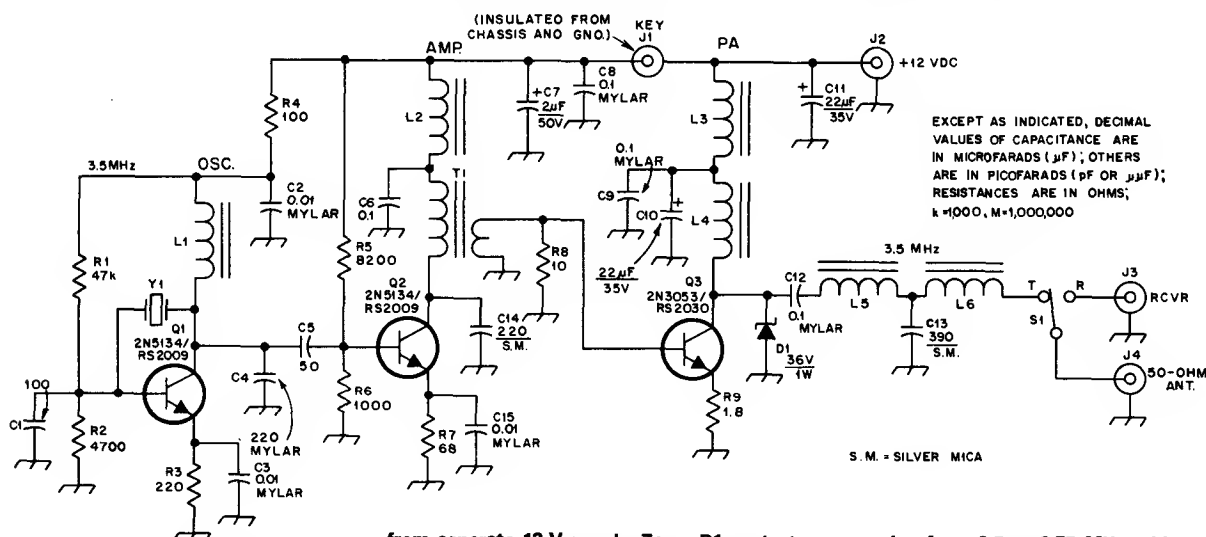 (INSULATED FROM
CHASSIS AND GND.)
KEY
J1
AMP.
PA
J2
+12 VDC
C8
0.1
MYLAR
+C7
2µF
50V
+
C11
22µF
35V
R4
100
L2
L3
EXCEPT AS INDICATED, DECIMAL
VALUES OF CAPACITANCE ARE
IN MICROFARADS (µF); OTHERS
ARE IN PICOFARADS (pF OR µµF);
RESISTANCES ARE IN OHMS;
k=1,000, M=1,000,000
3.5MHz
OSC.
C2
0.01
MYLAR
T1
0.1
MYLAR
C9
C10
+
L1
C6
0.1
L4
R1
47k
R5
8200
R8
10
22µF
35V
3.5 MHz
Y1
Q1
2N5134/
RS2009
Q2
2N5134/
RS2009
Q3
2N3053/
RS2030
C12
0.1
MYLAR
L5
L6
T
R
S1
J3
RCVR
C5
50
C14
220
S.M.
C13
390
S.M.
D1
36V
1W
J4
50-OHM
ANT.
100
C1
R2
4700
C4
220
MYLAR
R6
1000
R9
1.8
R3
220
C3
0.01
MYLAR
R7
68
C15
0.01
MYLAR
S.M. = SILVER MICA